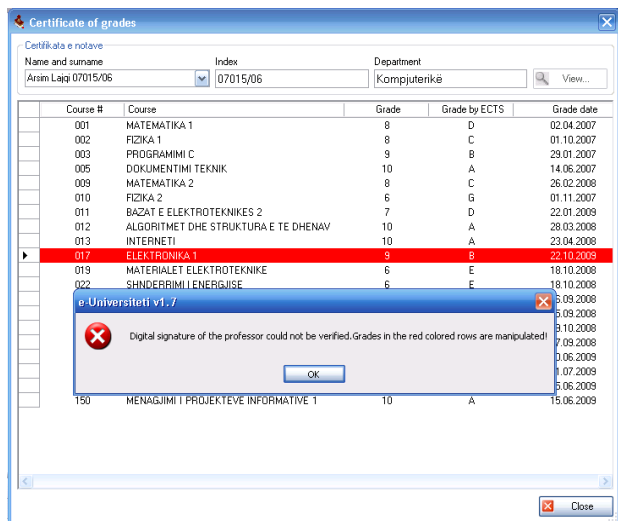 Certificate of grades
Certifikata e notave
Name and surname Index Department
Arsim Lajqi 07015/06 07015/06 Kompjuterikë View...
Course # Course Grade Grade by ECTS Grade date
001 MATEMATIKA 1 8 D 02.04.2007
002 FIZIKA 1 8 C 01.10.2007
003 PROGRAMIMI C 9 B 29.01.2007
005 DOKUMENTIMI TEKNIK 10 A 14.06.2007
009 MATEMATIKA 2 8 C 26.02.2008
010 FIZIKA 2 6 G 01.11.2007
011 BAZAT E ELEKTROTEKNIKES 2 7 D 22.01.2009
012 ALGORITMET DHE STRUKTURA E TE DHENAV 10 A 28.03.2008
013 INTERNETI 10 A 23.04.2008
017 ELEKTRONIKA 1 9 B 22.10.2009
019 MATERIALET ELEKTROTEKNIKE 6 E 18.10.2008
022 SHNDERRIMI I ENERGJISE 6 E 18.10.2008
e-Universiteti v1.7
Digital signature of the professor could not be verified.Grades in the red colored rows are manipulated!
OK
150 MENAGJIMI I PROJEKTEVE INFORMATIVE 1 10 A 15.06.2009
Close